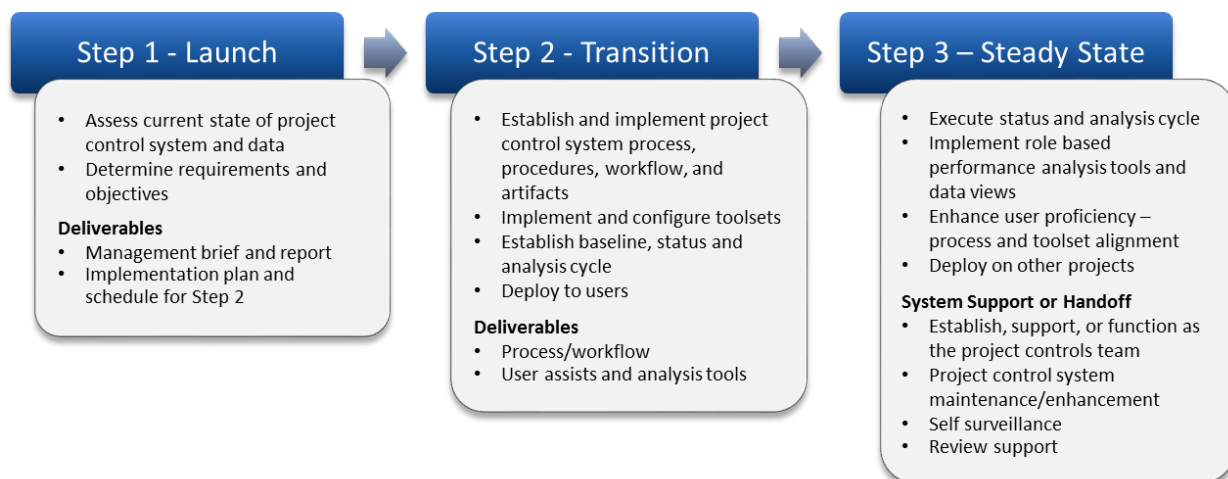 Step 1 - Launch
• Assess current state of project
control system and data
• Determine requirements and
objectives
Deliverables
• Management brief and report
• Implementation plan and
schedule for Step 2
Step 2 - Transition
• Establish and implement project
control system process,
procedures, workflow, and
artifacts
• Implement and configure toolsets
• Establish baseline, status and
analysis cycle
• Deploy to users
Deliverables
• Process/workflow
• User assists and analysis tools
Step 3 – Steady State
• Execute status and analysis cycle
• Implement role based
performance analysis tools and
data views
• Enhance user proficiency –
process and toolset alignment
• Deploy on other projects
System Support or Handoff
• Establish, support, or function as
the project controls team
• Project control system
maintenance/enhancement
• Self surveillance
• Review support